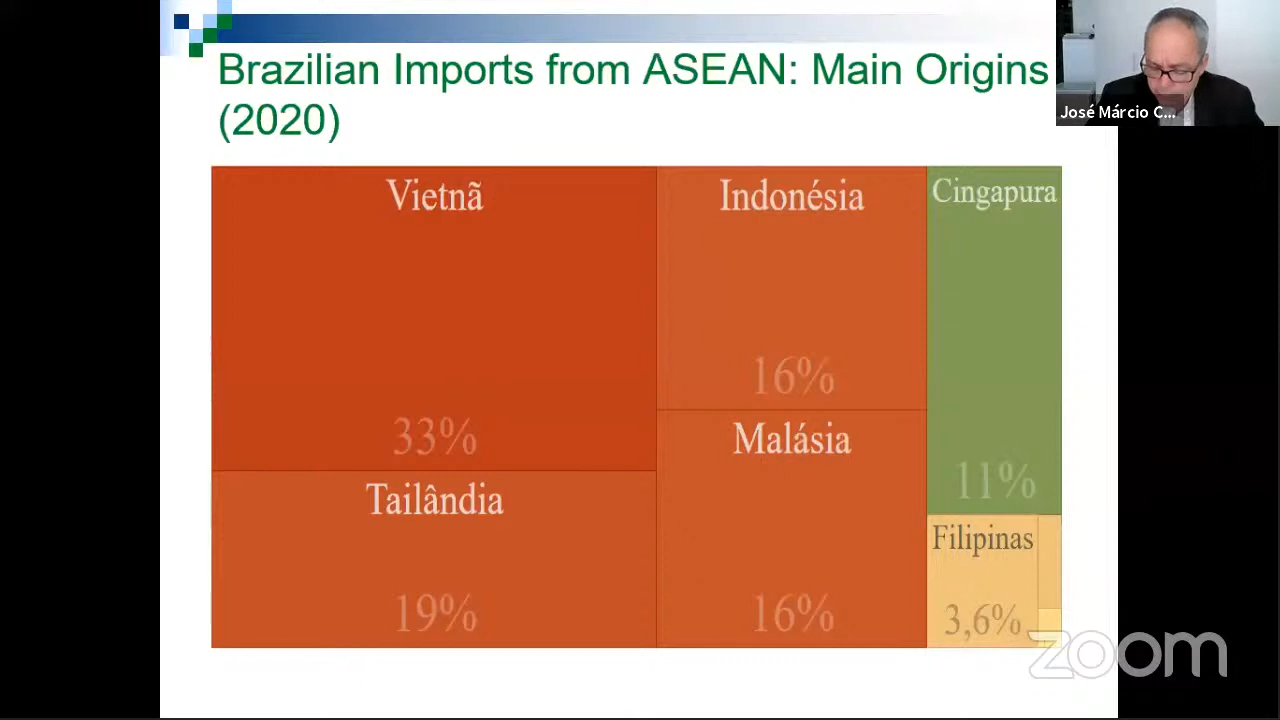 Brazilian Imports from ASEAN: Main Origins
(2020)
José Márcio C...
Vietnã
33%
Tailândia
19%
Indonésia
16%
Malásia
16%
Cingapura
11%
Filipinas
3,6%
zoom